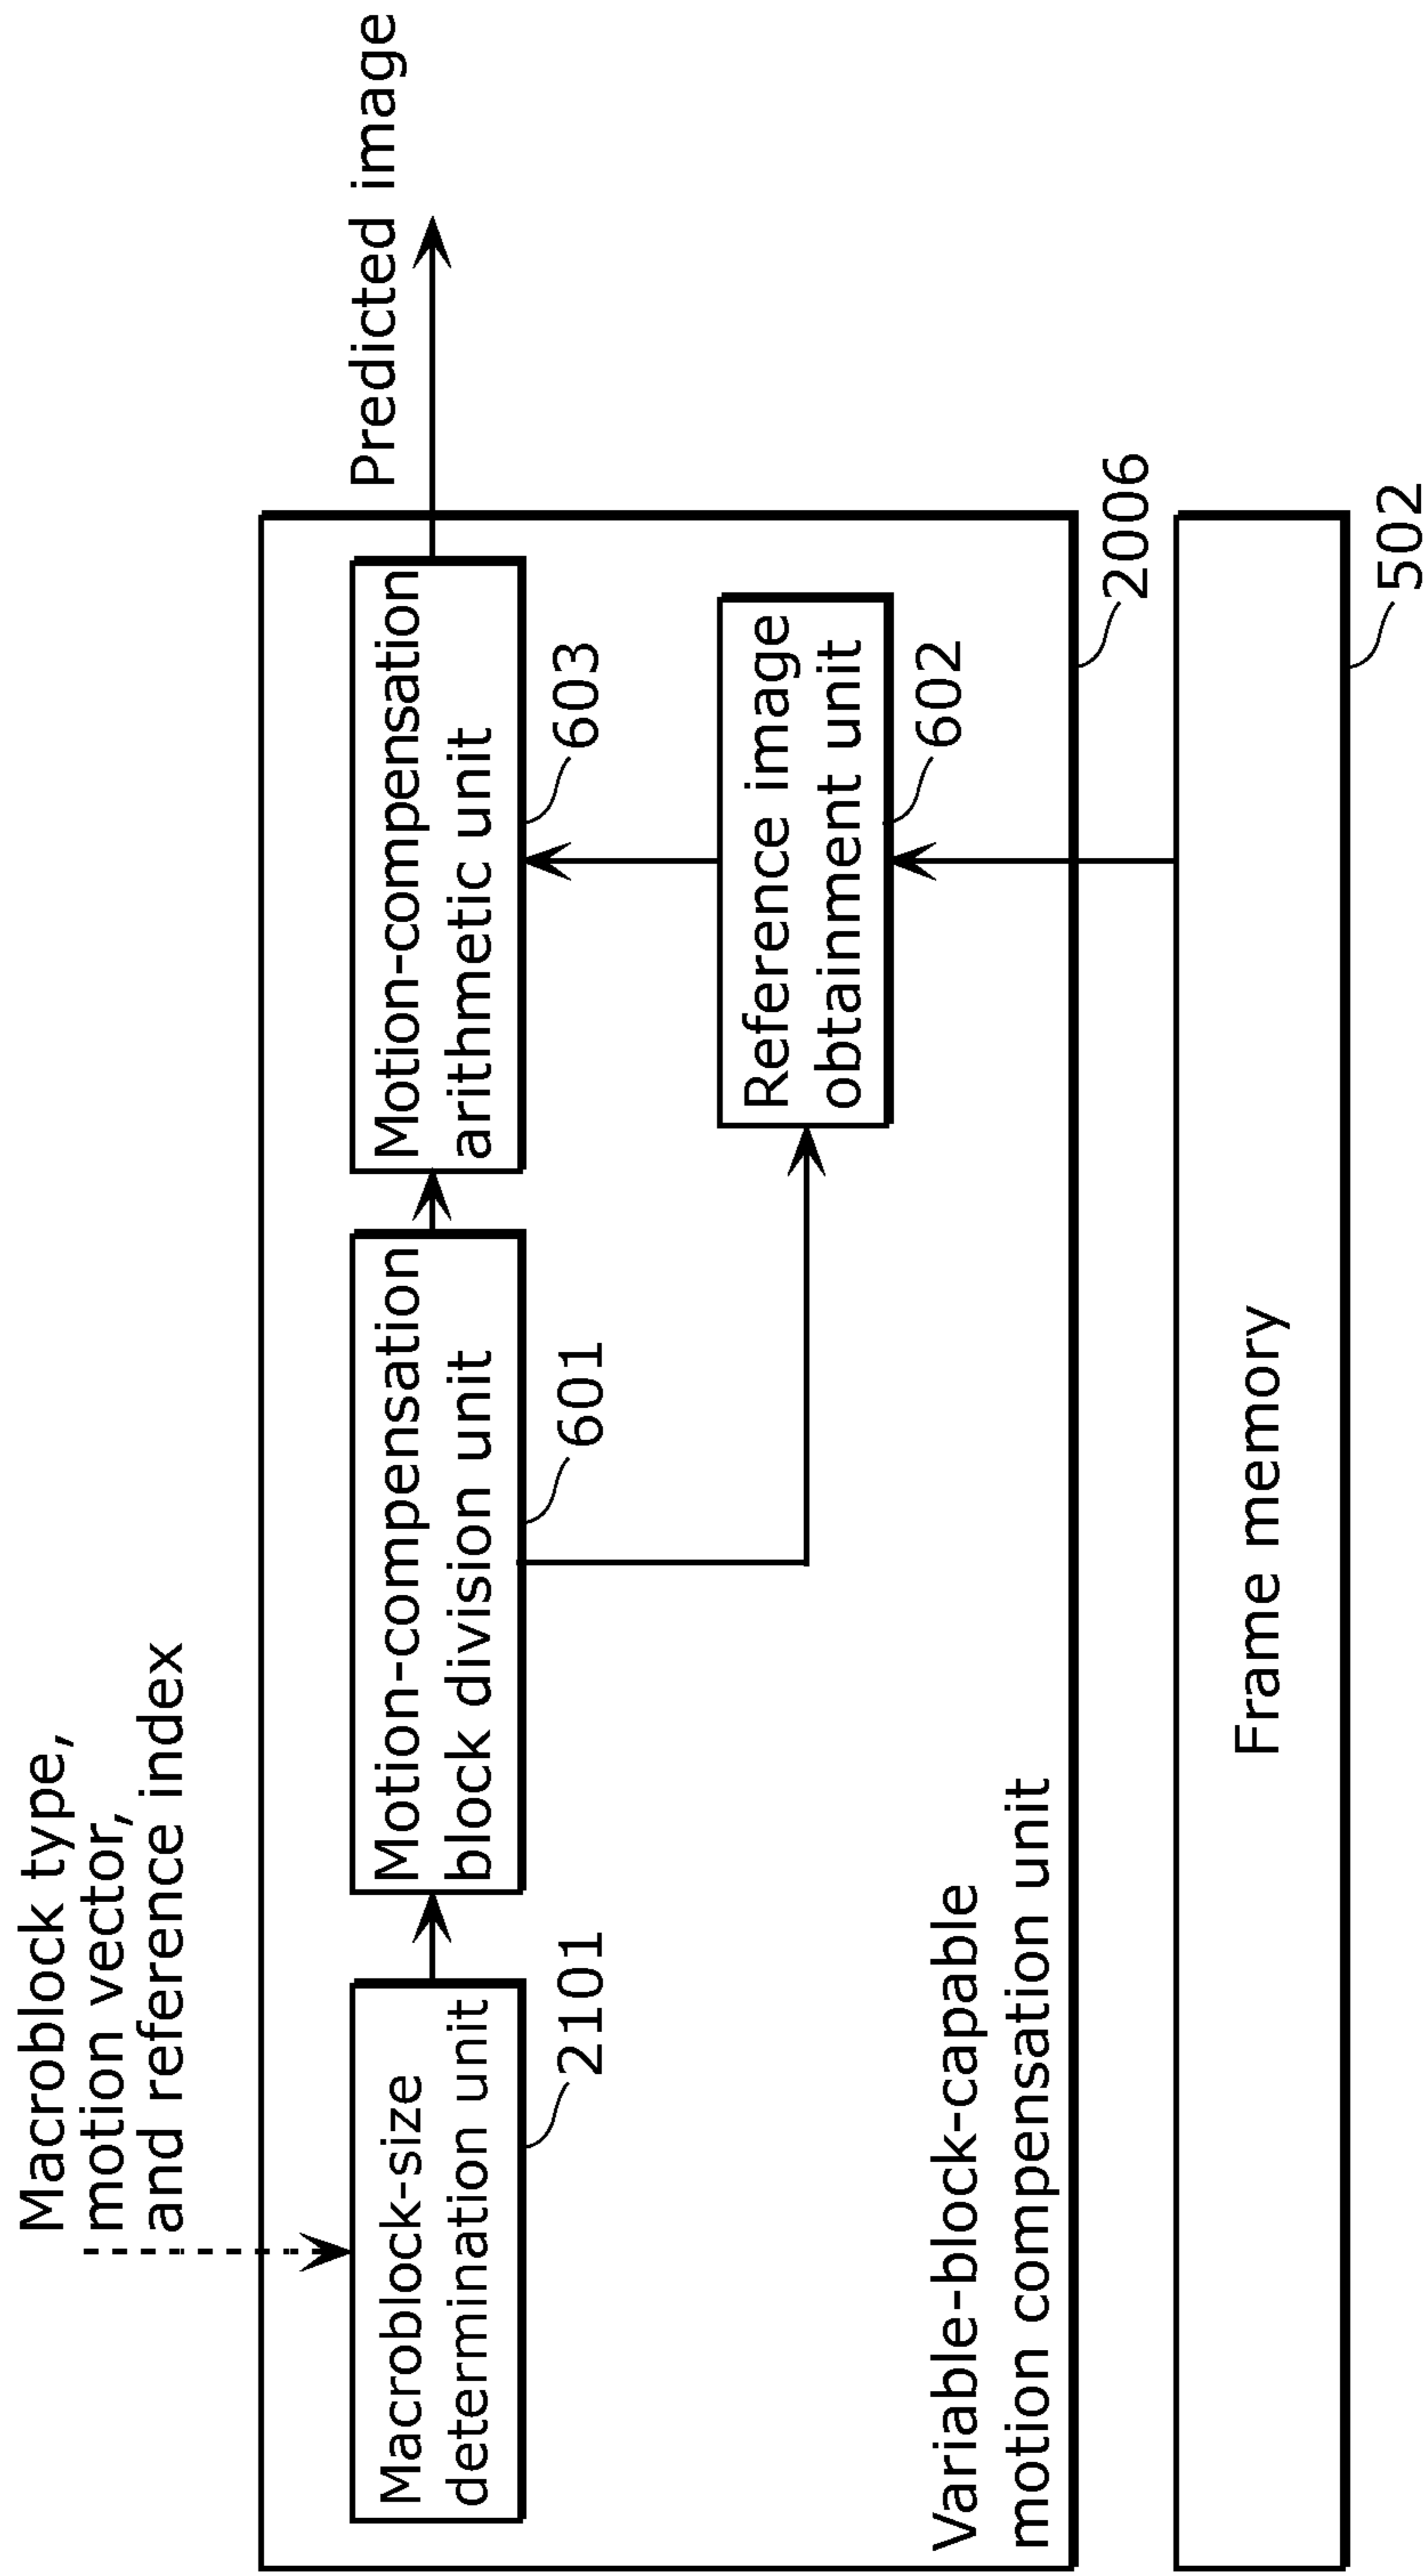 Macroblock type,
motion vector,
and reference index
Predicted image
Macroblock-size
determination unit
2101
Motion-compensation
block division unit
601
Motion-compensation
arithmetic unit
603
Reference image
obtainment unit
602
Variable-block-capable
motion compensation unit
2006
Frame memory
502